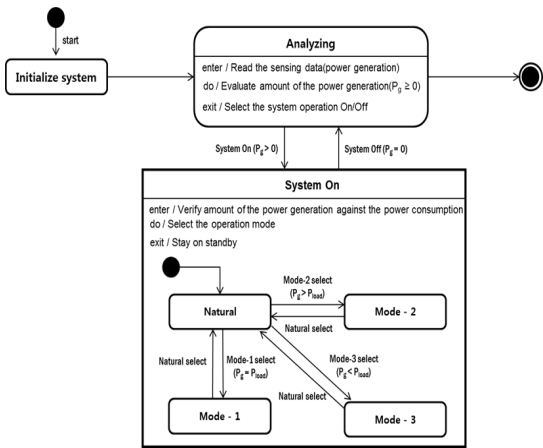 start
Initialize system
Analyzing
enter / Read the sensing data(power generation)
do / Evaluate amount of the power generation(Pg ≥ 0)
exit / Select the system operation On/Off
System On (Pg > 0)
System Off (Pg = 0)
System On
enter / Verify amount of the power generation against the power consumption
do / Select the operation mode
exit / Stay on standby
Mode-2 select
(Pg > Pload)
Natural
Mode - 2
Natural select
Natural select
Mode-1 select
(Pg = Pload)
Mode-3 select
(Pg < Pload)
Natural select
Mode - 1
Mode - 3